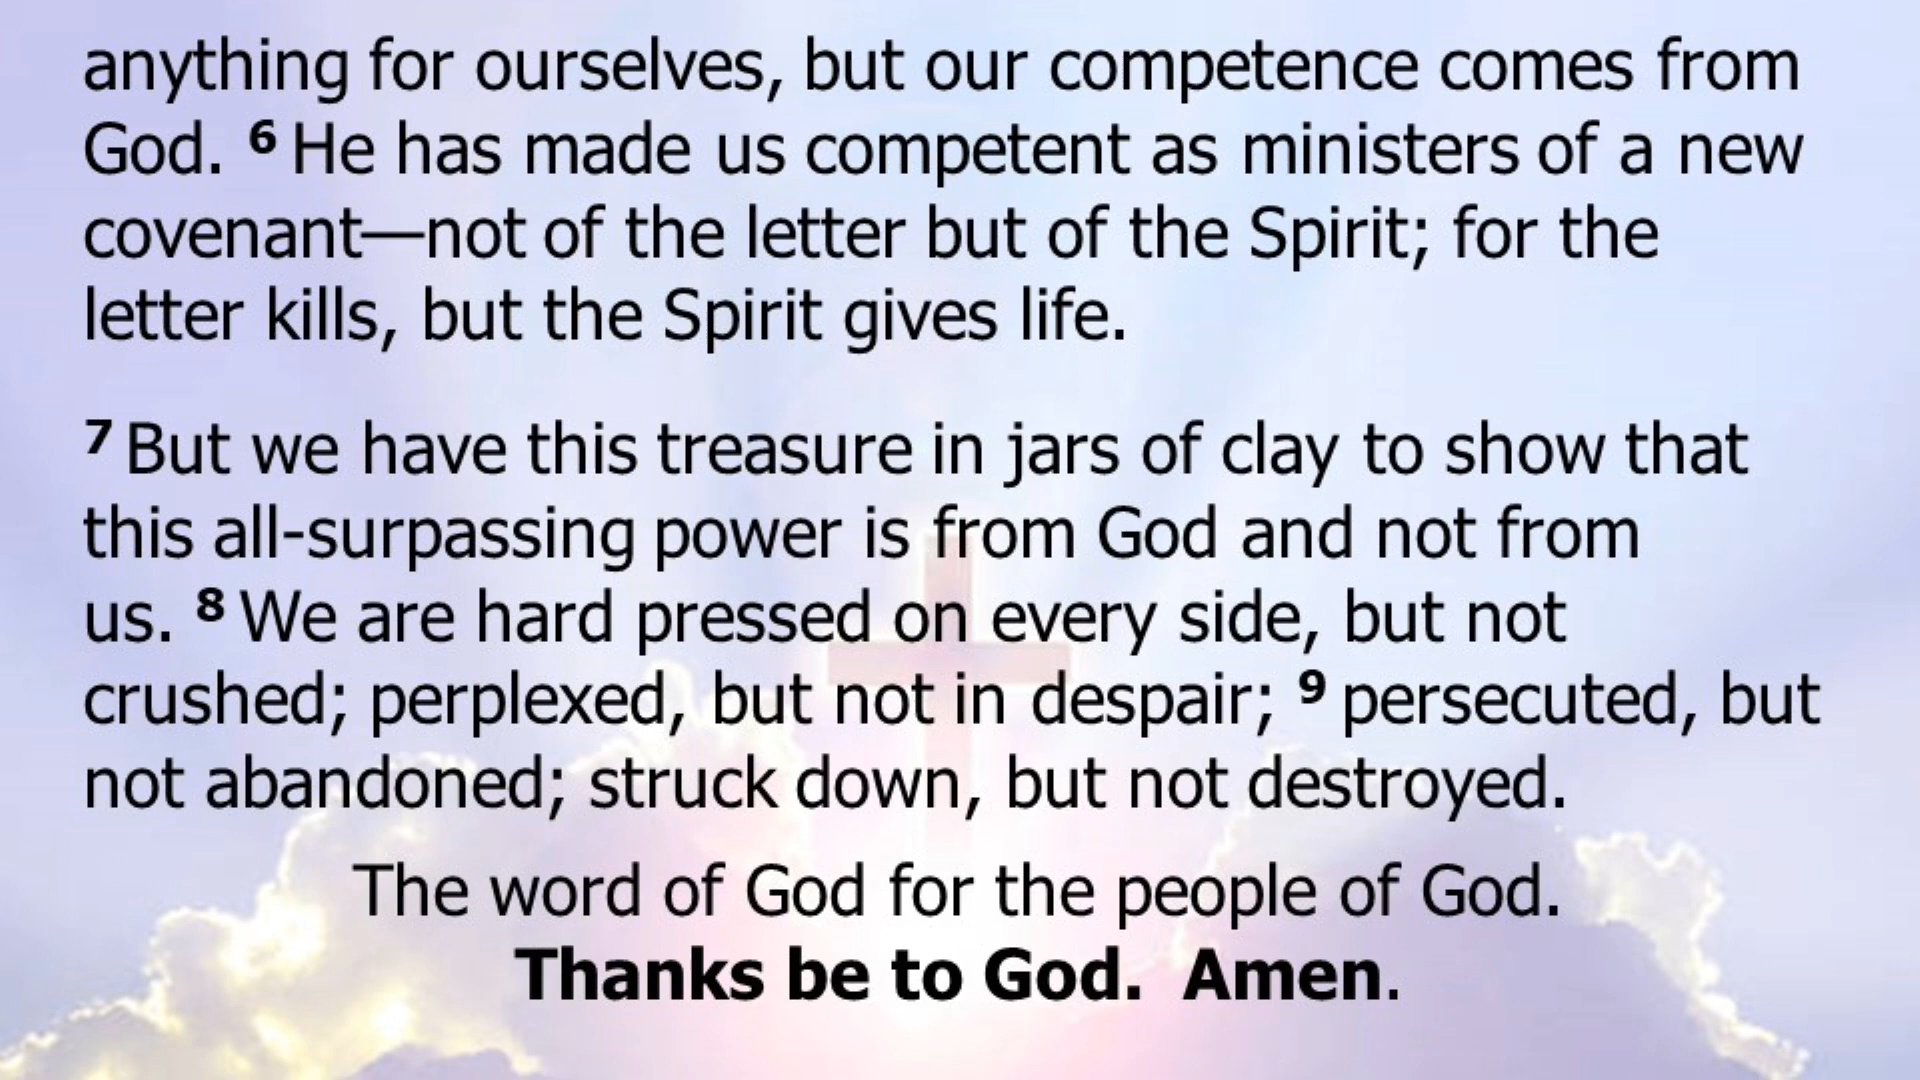 anything for ourselves, but our competence comes from
God. 6 He has made us competent as ministers of a new
covenant—not of the letter but of the Spirit; for the
letter kills, but the Spirit gives life.
7 But we have this treasure in jars of clay to show that
this all-surpassing power is from God and not from
us. 8 We are hard pressed on every side, but not
crushed; perplexed, but not in despair; 9 persecuted, but
not abandoned; struck down, but not destroyed.
The word of God for the people of God.
Thanks be to God.  Amen.